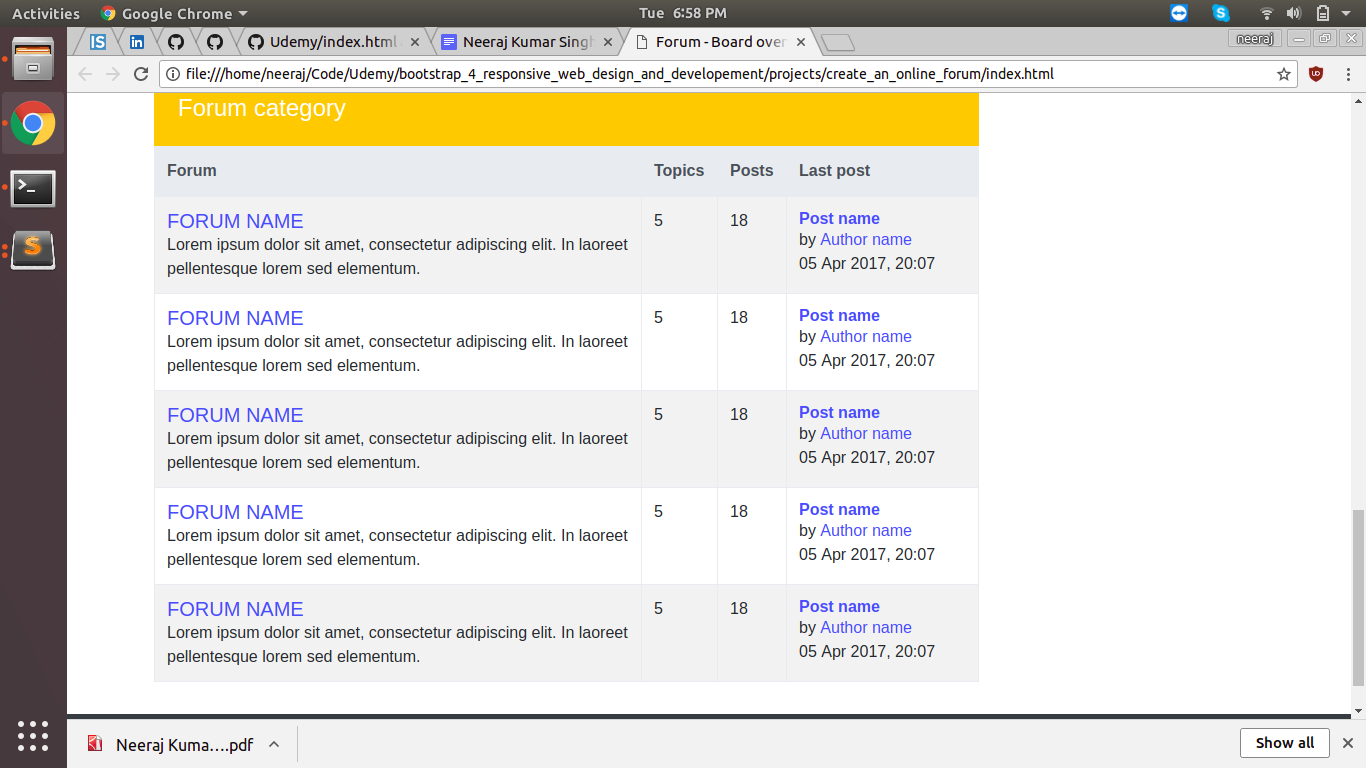 Activities Google Chrome Tue 6:58 PM
IS in Udemy/index.html Neeraj Kumar Singh Forum - Board over neeraj
file:///home/neeraj/Code/Udemy/bootstrap_4_responsive_web_design_and_developement/projects/create_an_online_forum/index.html
Forum category
Forum Topics Posts Last post
FORUM NAME 5 18 Post name
Lorem ipsum dolor sit amet, consectetur adipiscing elit. In laoreet by Author name
pellentesque lorem sed elementum. 05 Apr 2017, 20:07
FORUM NAME 5 18 Post name
Lorem ipsum dolor sit amet, consectetur adipiscing elit. In laoreet by Author name
pellentesque lorem sed elementum. 05 Apr 2017, 20:07
FORUM NAME 5 18 Post name
Lorem ipsum dolor sit amet, consectetur adipiscing elit. In laoreet by Author name
pellentesque lorem sed elementum. 05 Apr 2017, 20:07
FORUM NAME 5 18 Post name
Lorem ipsum dolor sit amet, consectetur adipiscing elit. In laoreet by Author name
pellentesque lorem sed elementum. 05 Apr 2017, 20:07
FORUM NAME 5 18 Post name
Lorem ipsum dolor sit amet, consectetur adipiscing elit. In laoreet by Author name
pellentesque lorem sed elementum. 05 Apr 2017, 20:07
Neeraj Kuma....pdf Show all